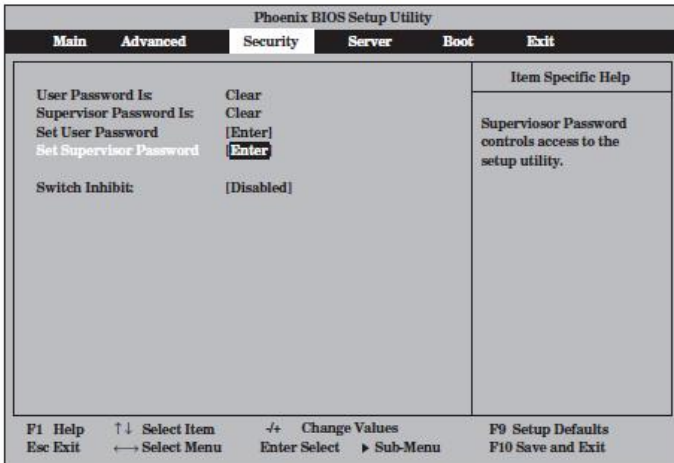 Phoenix BIOS Setup Utility
Main Advanced Security Server Boot Exit
Item Specific Help
User Password Is: Clear
Supervisor Password Is: Clear
Set User Password [Enter]
Set Supervisor Password [Enter]
Switch Inhibit: [Disabled]
Superviosor Password
controls access to the
setup utility.
F1 Help ↑↓ Select Item -/+ Change Values F9 Setup Defaults
Esc Exit ←→ Select Menu Enter Select ▶ Sub-Menu F10 Save and Exit